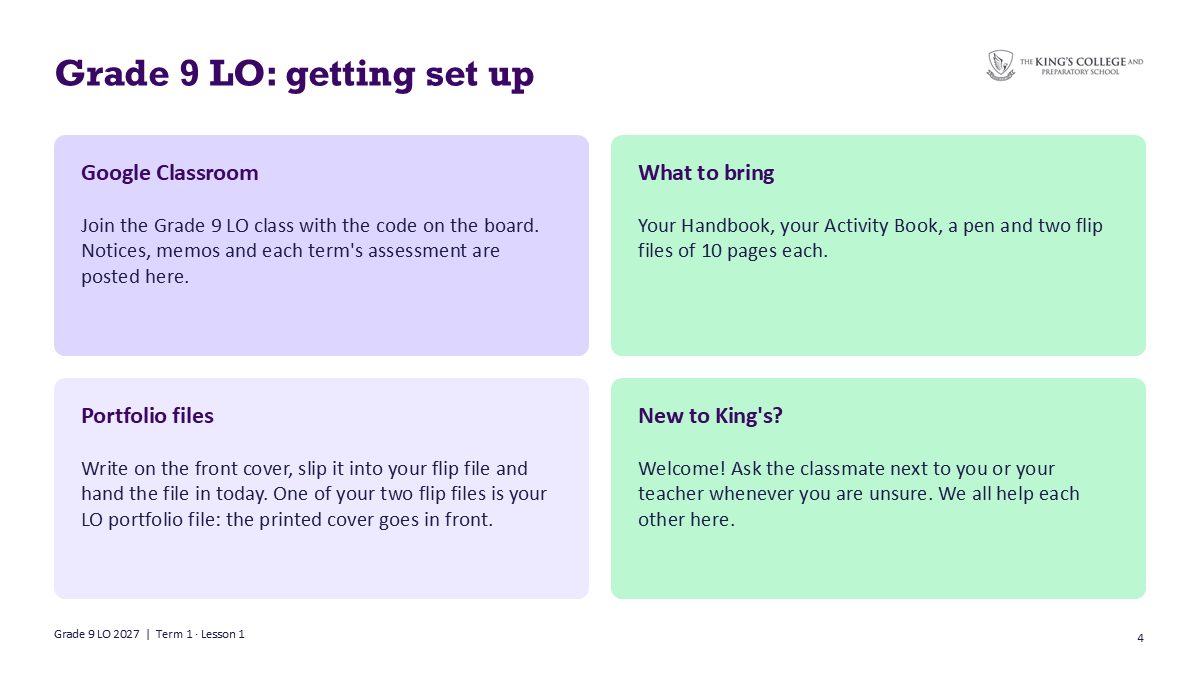 Grade 9 LO: getting set up
THE KING'S COLLEGE AND
PREPARATORY SCHOOL
Google Classroom
Join the Grade 9 LO class with the code on the board.
Notices, memos and each term's assessment are
posted here.
What to bring
Your Handbook, your Activity Book, a pen and two flip
files of 10 pages each.
Portfolio files
Write on the front cover, slip it into your flip file and
hand the file in today. One of your two flip files is your
LO portfolio file: the printed cover goes in front.
New to King's?
Welcome! Ask the classmate next to you or your
teacher whenever you are unsure. We all help each
other here.
Grade 9 LO 2027 | Term 1 · Lesson 1
4